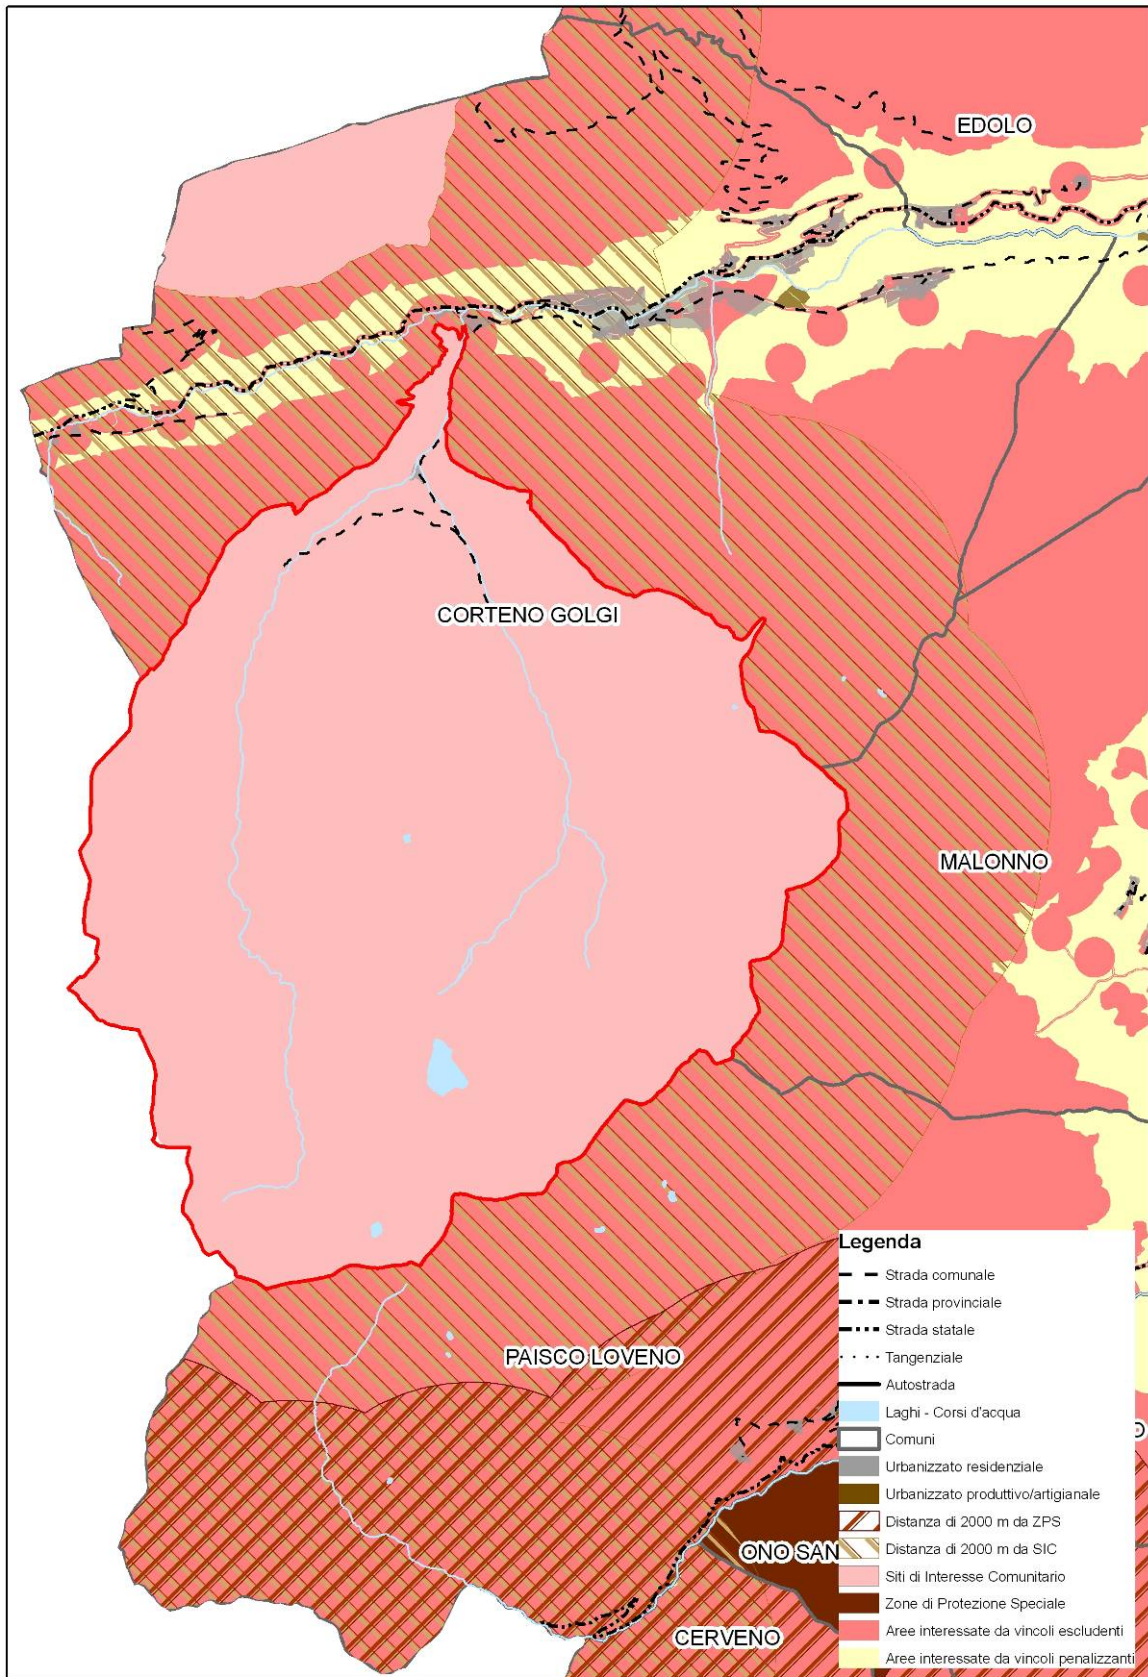 EDOLO
CORTENO GOLGI
MALONNO
PAISCO LOVENO
ONO SAN
CERVENO
O
Legenda
Strada comunale
Strada provinciale
Strada statale
Tangenziale
Autostrada
Laghi - Corsi d'acqua
Comuni
Urbanizzato residenziale
Urbanizzato produttivo/artigianale
Distanza di 2000 m da ZPS
Distanza di 2000 m da SIC
Siti di Interesse Comunitario
Zone di Protezione Speciale
Aree interessate da vincoli escludenti
Aree interessate da vincoli penalizzanti